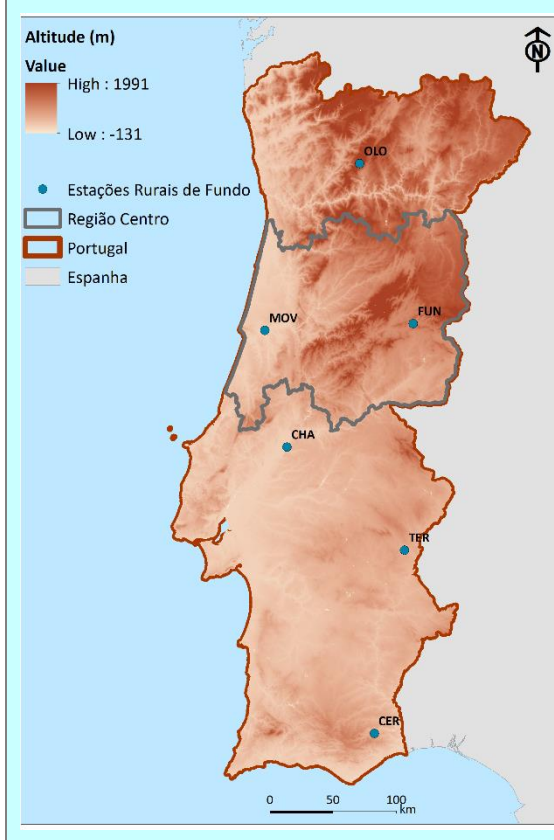 Altitude (m)
Value
High : 1991
Low : -131
Estações Rurais de Fundo
Região Centro
Portugal
Espanha
N
OLO
MOV
FUN
CHA
TER
CER
0 50 100
km